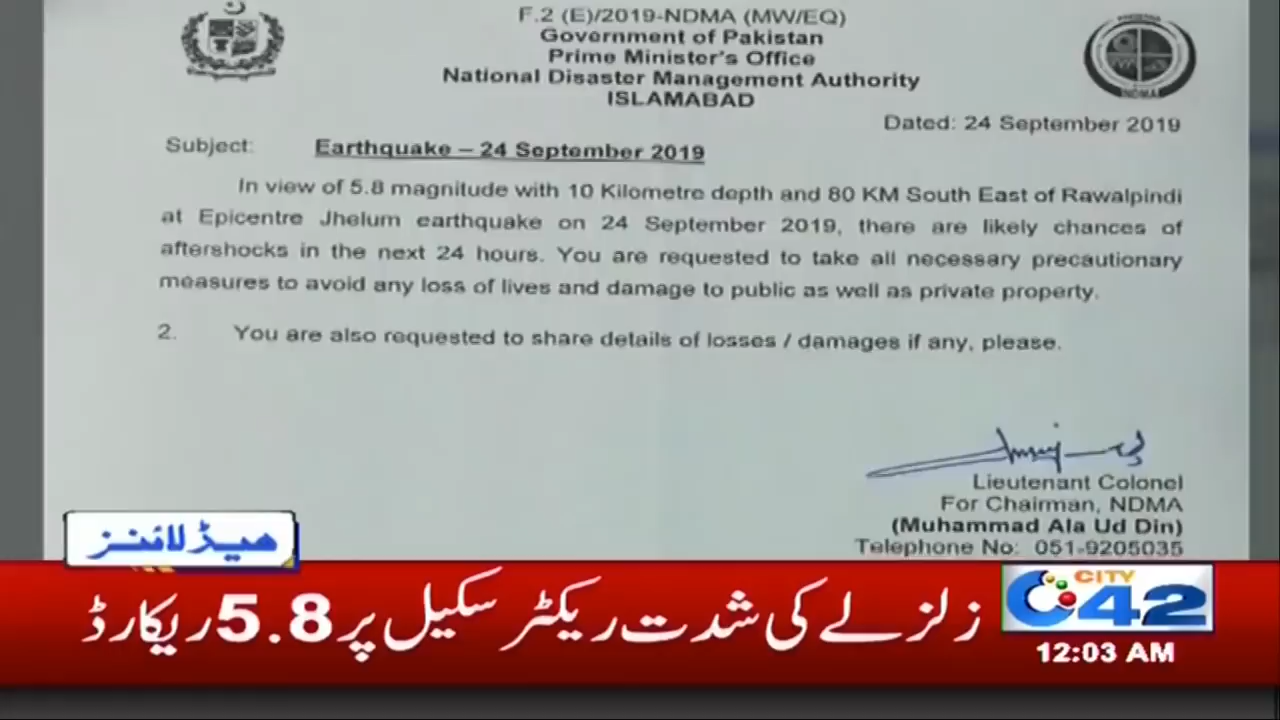 F.2 (E)/2019-NDMA (MW/EQ)
Government of Pakistan
Prime Minister's Office
National Disaster Management Authority
ISLAMABAD
NDMA
Dated: 24 September 2019
Subject: Earthquake – 24 September 2019
In view of 5.8 magnitude with 10 Kilometre depth and 80 KM South East of Rawalpindi
at Epicentre Jhelum earthquake on 24 September 2019, there are likely chances of
aftershocks in the next 24 hours. You are requested to take all necessary precautionary
measures to avoid any loss of lives and damage to public as well as private property.
2. You are also requested to share details of losses / damages if any, please.
Lieutenant Colonel
For Chairman, NDMA
(Muhammad Ala Ud Din)
Telephone No: 051-9205035
ہیڈلائنز
زلزلے کی شدت ریکٹر سکیل پر 5.8 ریکارڈ
CITY
42
12:03 AM